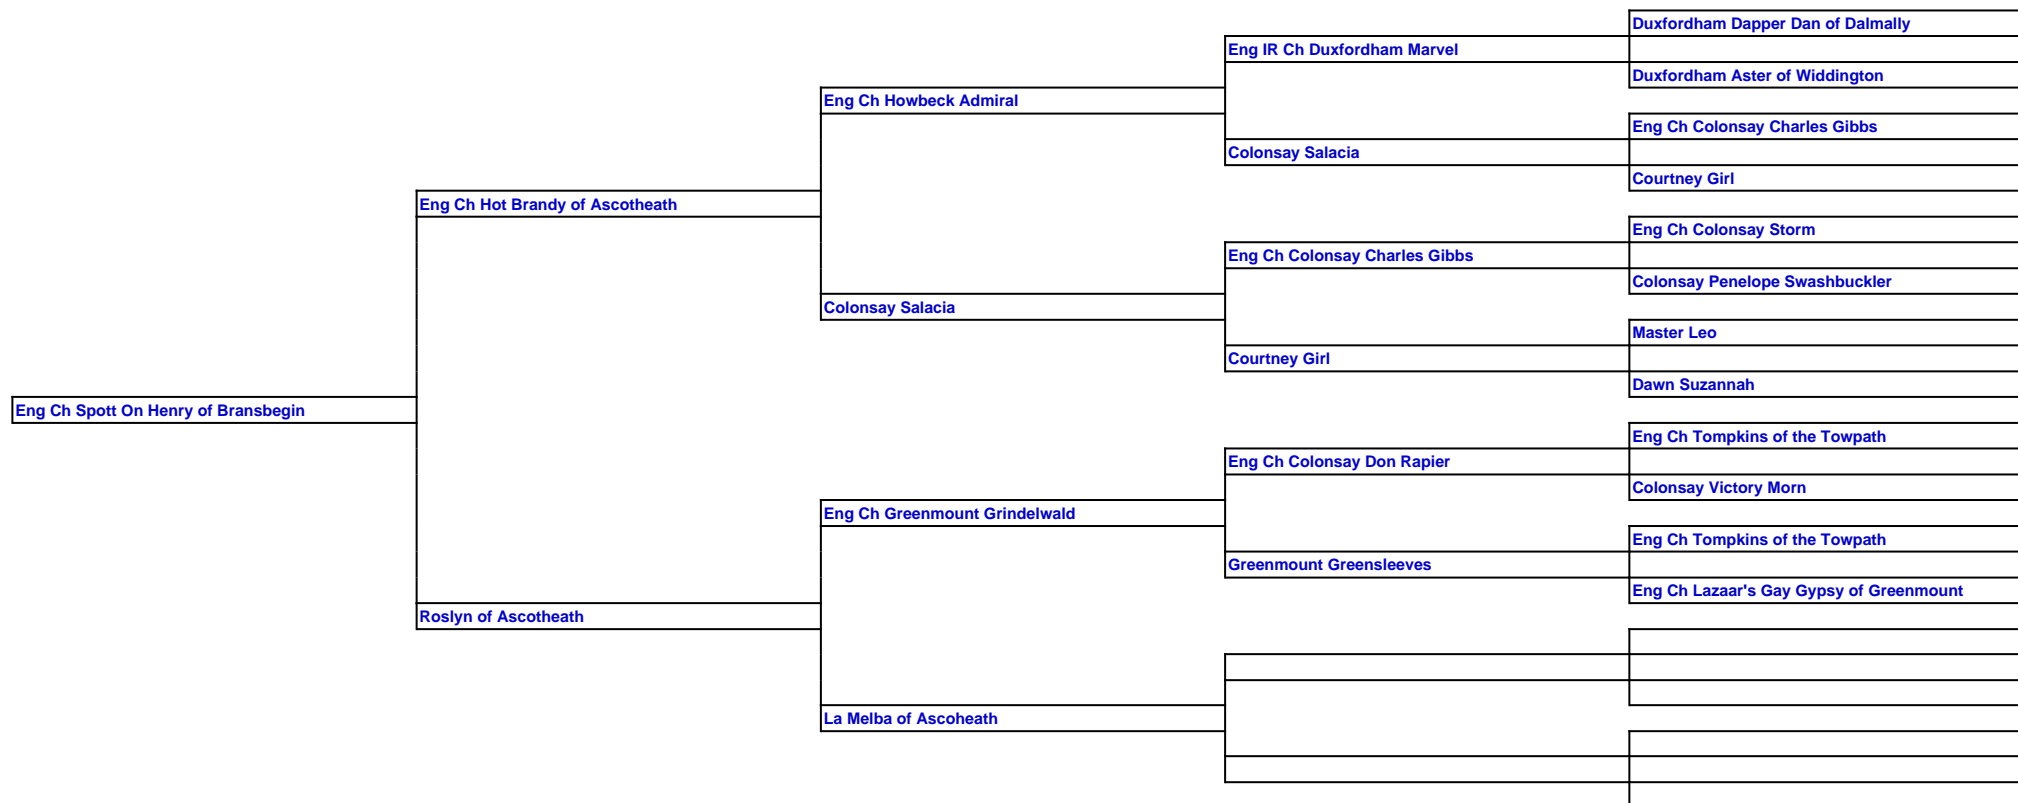 Duxfordham Dapper Dan of Dalmally
Eng IR Ch Duxfordham Marvel
Duxfordham Aster of Widdington
Eng Ch Howbeck Admiral
Eng Ch Colonsay Charles Gibbs
Colonsay Salacia
Courtney Girl
Eng Ch Hot Brandy of Ascotheath
Eng Ch Colonsay Storm
Eng Ch Colonsay Charles Gibbs
Colonsay Penelope Swashbuckler
Colonsay Salacia
Master Leo
Courtney Girl
Dawn Suzannah
Eng Ch Spott On Henry of Bransbegin
Eng Ch Tompkins of the Towpath
Eng Ch Colonsay Don Rapier
Colonsay Victory Morn
Eng Ch Greenmount Grindelwald
Eng Ch Tompkins of the Towpath
Greenmount Greensleeves
Eng Ch Lazaar's Gay Gypsy of Greenmount
Roslyn of Ascotheath
La Melba of Ascoheath